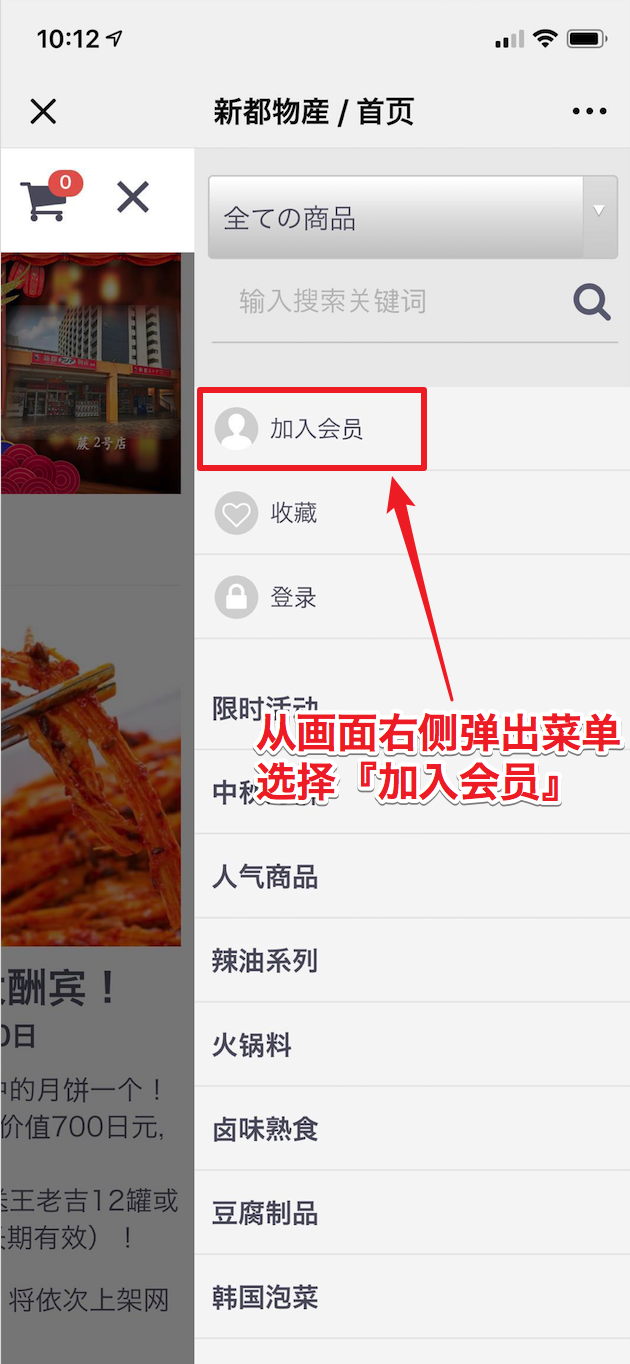 10:12
新都物産 / 首页
0
全ての商品
输入搜索关键词
蕨 2号店
加入会员
收藏
登录
限时活动
从画面右侧弹出菜单
选择『加入会员』
中秋
人气商品
辣油系列
火锅料
卤味熟食
豆腐制品
韩国泡菜
酬宾！
0日
中的月饼一个！
价值700日元,
送王老吉12罐或
长期有效）！
将依次上架网